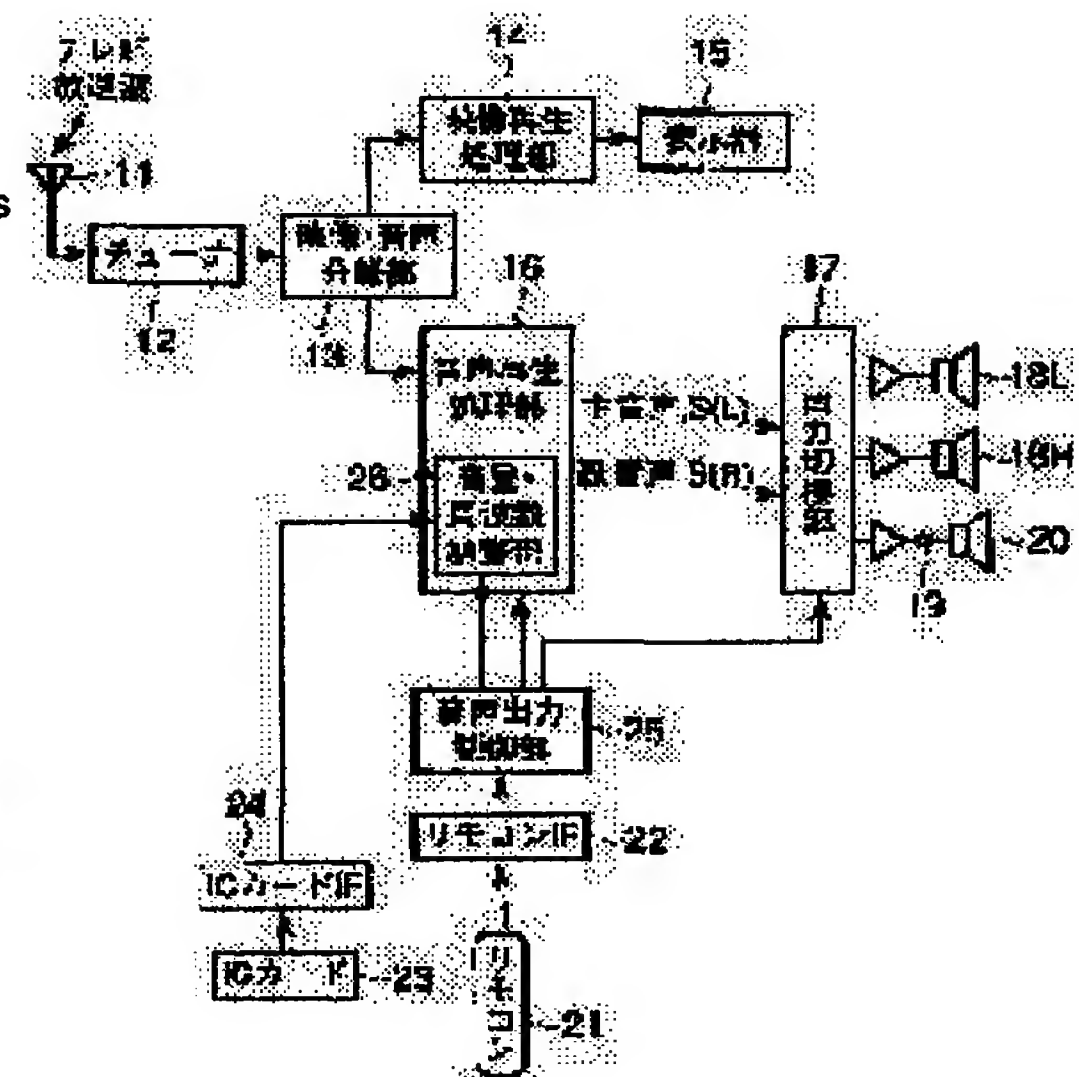 テレビ
放送波
11
チューナ
12
映像・音声
分離部
13
14
映像再生
処理部
15
表示部
16
音声再生
処理部
26
音量・
周波数
調整部
主音声S(L)
副音声S(R)
17
出力切換部
18L
18R
19
20
音声出力
制御部
25
リモコンIF
22
24
ICカードIF
ICカード
23
リモコン
21
S